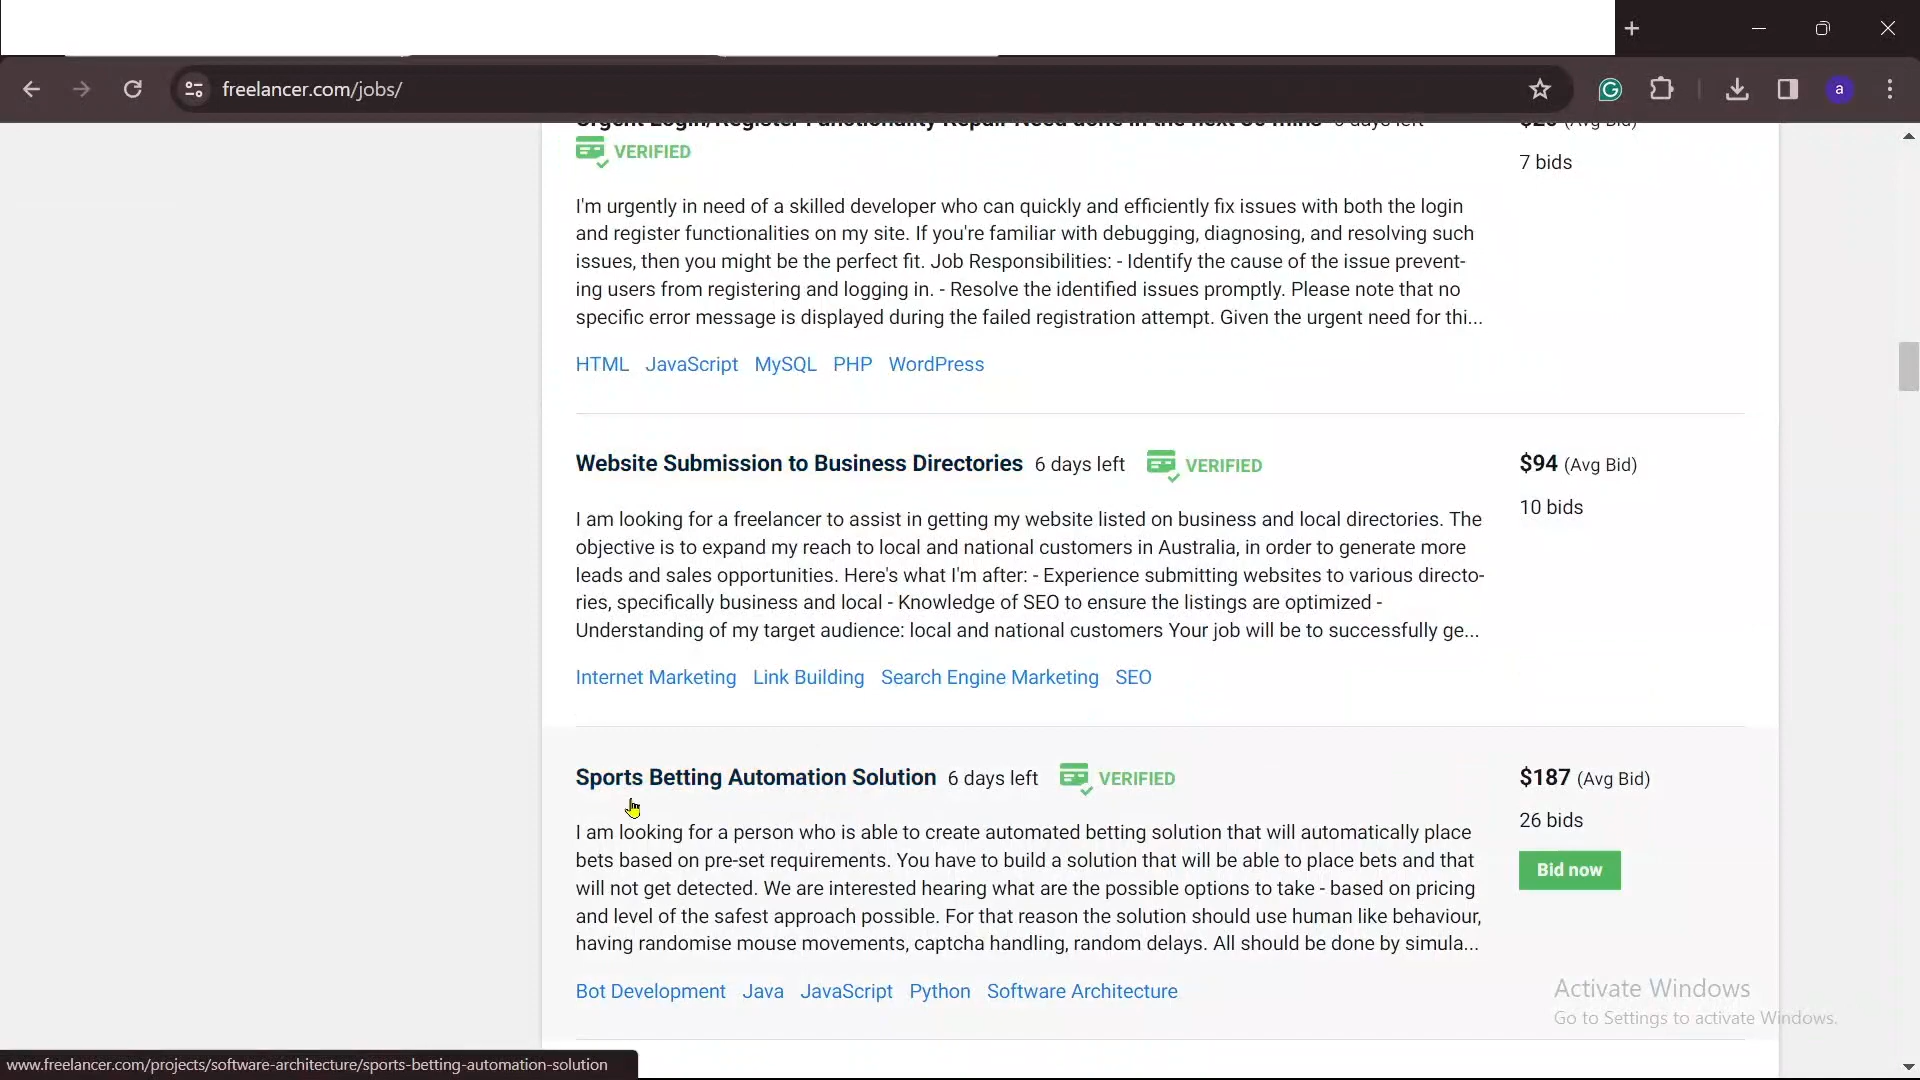 freelancer.com/jobs/
a
Urgent Login/Register Functionality Repair Need done in the next 30 mins 6 days left
(Avg Bid)
VERIFIED
7 bids
I'm urgently in need of a skilled developer who can quickly and efficiently fix issues with both the login
and register functionalities on my site. If you're familiar with debugging, diagnosing, and resolving such
issues, then you might be the perfect fit. Job Responsibilities: - Identify the cause of the issue prevent-
ing users from registering and logging in. - Resolve the identified issues promptly. Please note that no
specific error message is displayed during the failed registration attempt. Given the urgent need for thi...
HTML JavaScript MySQL PHP WordPress
Website Submission to Business Directories 6 days left VERIFIED
$94 (Avg Bid)
10 bids
I am looking for a freelancer to assist in getting my website listed on business and local directories. The
objective is to expand my reach to local and national customers in Australia, in order to generate more
leads and sales opportunities. Here's what I'm after: - Experience submitting websites to various directo-
ries, specifically business and local - Knowledge of SEO to ensure the listings are optimized -
Understanding of my target audience: local and national customers Your job will be to successfully ge...
Internet Marketing Link Building Search Engine Marketing SEO
Sports Betting Automation Solution 6 days left VERIFIED
$187 (Avg Bid)
26 bids
Bid now
I am looking for a person who is able to create automated betting solution that will automatically place
bets based on pre-set requirements. You have to build a solution that will be able to place bets and that
will not get detected. We are interested hearing what are the possible options to take - based on pricing
and level of the safest approach possible. For that reason the solution should use human like behaviour,
having randomise mouse movements, captcha handling, random delays. All should be done by simula...
Bot Development Java JavaScript Python Software Architecture
Activate Windows
Go to Settings to activate Windows.
www.freelancer.com/projects/software-architecture/sports-betting-automation-solution